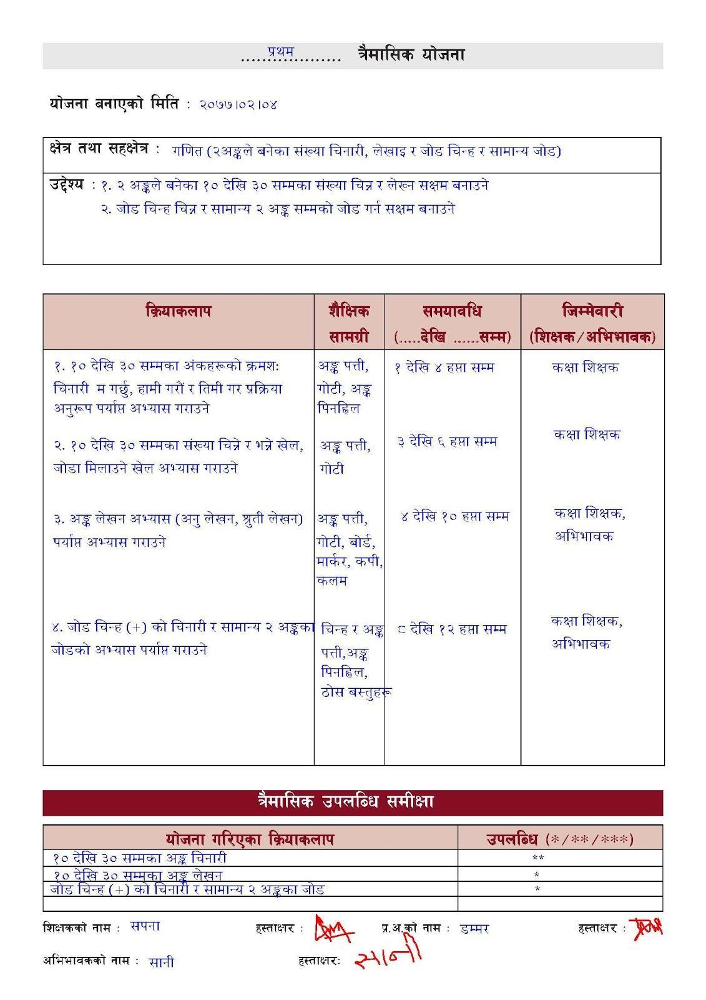 प्रथम ................... त्रैमासिक योजना
योजना बनाएको मिति : २०७७।०२।०४
क्षेत्र तथा सहक्षेत्र : गणित (२अङ्कले बनेका संख्या चिनारी, लेखाइ र जोड चिन्ह र सामान्य जोड)
उद्देश्य : १. २ अङ्कले बनेका १० देखि ३० सम्मका संख्या चिन्न र लेख्न सक्षम बनाउने
२. जोड चिन्ह चिन्न र सामान्य २ अङ्क सम्मको जोड गर्न सक्षम बनाउने
क्रियाकलाप
शैक्षिक
सामग्री
समयावधि
(.....देखि ......सम्म)
जिम्मेवारी
(शिक्षक/अभिभावक)
१. १० देखि ३० सम्मका अंकहरूको क्रमश:
चिनारी म गर्छु, हामी गरौं र तिमी गर प्रक्रिया
अनुरूप पर्याप्त अभ्यास गराउने
अङ्क पत्ती,
गोटी, अङ्क
पिनह्विल
१ देखि ४ हप्ता सम्म
कक्षा शिक्षक
२. १० देखि ३० सम्मका संख्या चिन्ने र भन्ने खेल,
जोडा मिलाउने खेल अभ्यास गराउने
अङ्क पत्ती,
गोटी
३ देखि ६ हप्ता सम्म
कक्षा शिक्षक
३. अङ्क लेखन अभ्यास (अनु लेखन, श्रुती लेखन)
पर्याप्त अभ्यास गराउने
अङ्क पत्ती,
गोटी, बोर्ड,
मार्कर, कपी,
कलम
४ देखि १० हप्ता सम्म
कक्षा शिक्षक,
अभिभावक
४. जोड चिन्ह (+) को चिनारी र सामान्य २ अङ्कका
जोडको अभ्यास पर्याप्त गराउने
चिन्ह र अङ्क
पत्ती,अङ्क
पिनह्विल,
ठोस बस्तुहरू
८ देखि १२ हप्ता सम्म
कक्षा शिक्षक,
अभिभावक
त्रैमासिक उपलब्धि समीक्षा
योजना गरिएका क्रियाकलाप उपलब्धि (*/**/***)
१० देखि ३० सम्मका अङ्क चिनारी **
१० देखि ३० सम्मका अङ्क लेखन *
जोड चिन्ह (+) को चिनारी र सामान्य २ अङ्कका जोड *
शिक्षकको नाम : सपना हस्ताक्षर : प्र.अ.को नाम : डम्मर हस्ताक्षर :
अभिभावकको नाम : सानी हस्ताक्षर: सानी